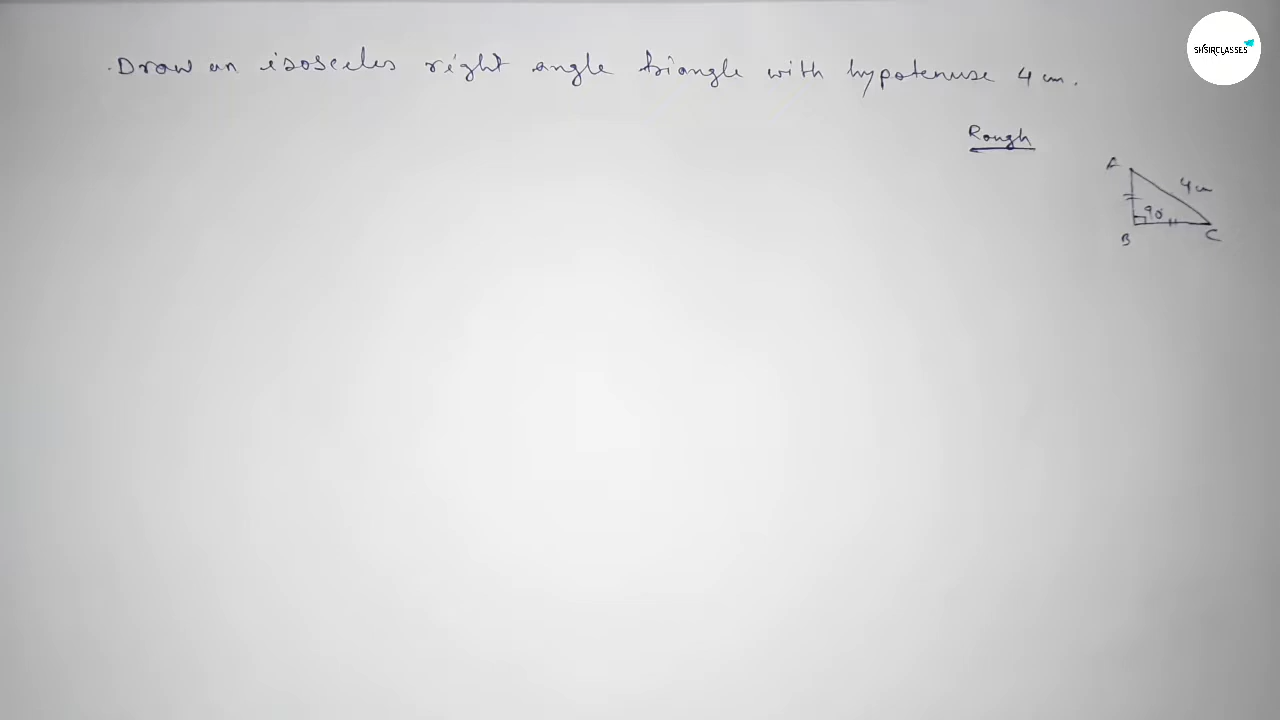 SHSIRCLASSES
Draw an isosceles right angle triangle with hypotenuse 4 cm.
Rough
A
4 cm
90°
B
C